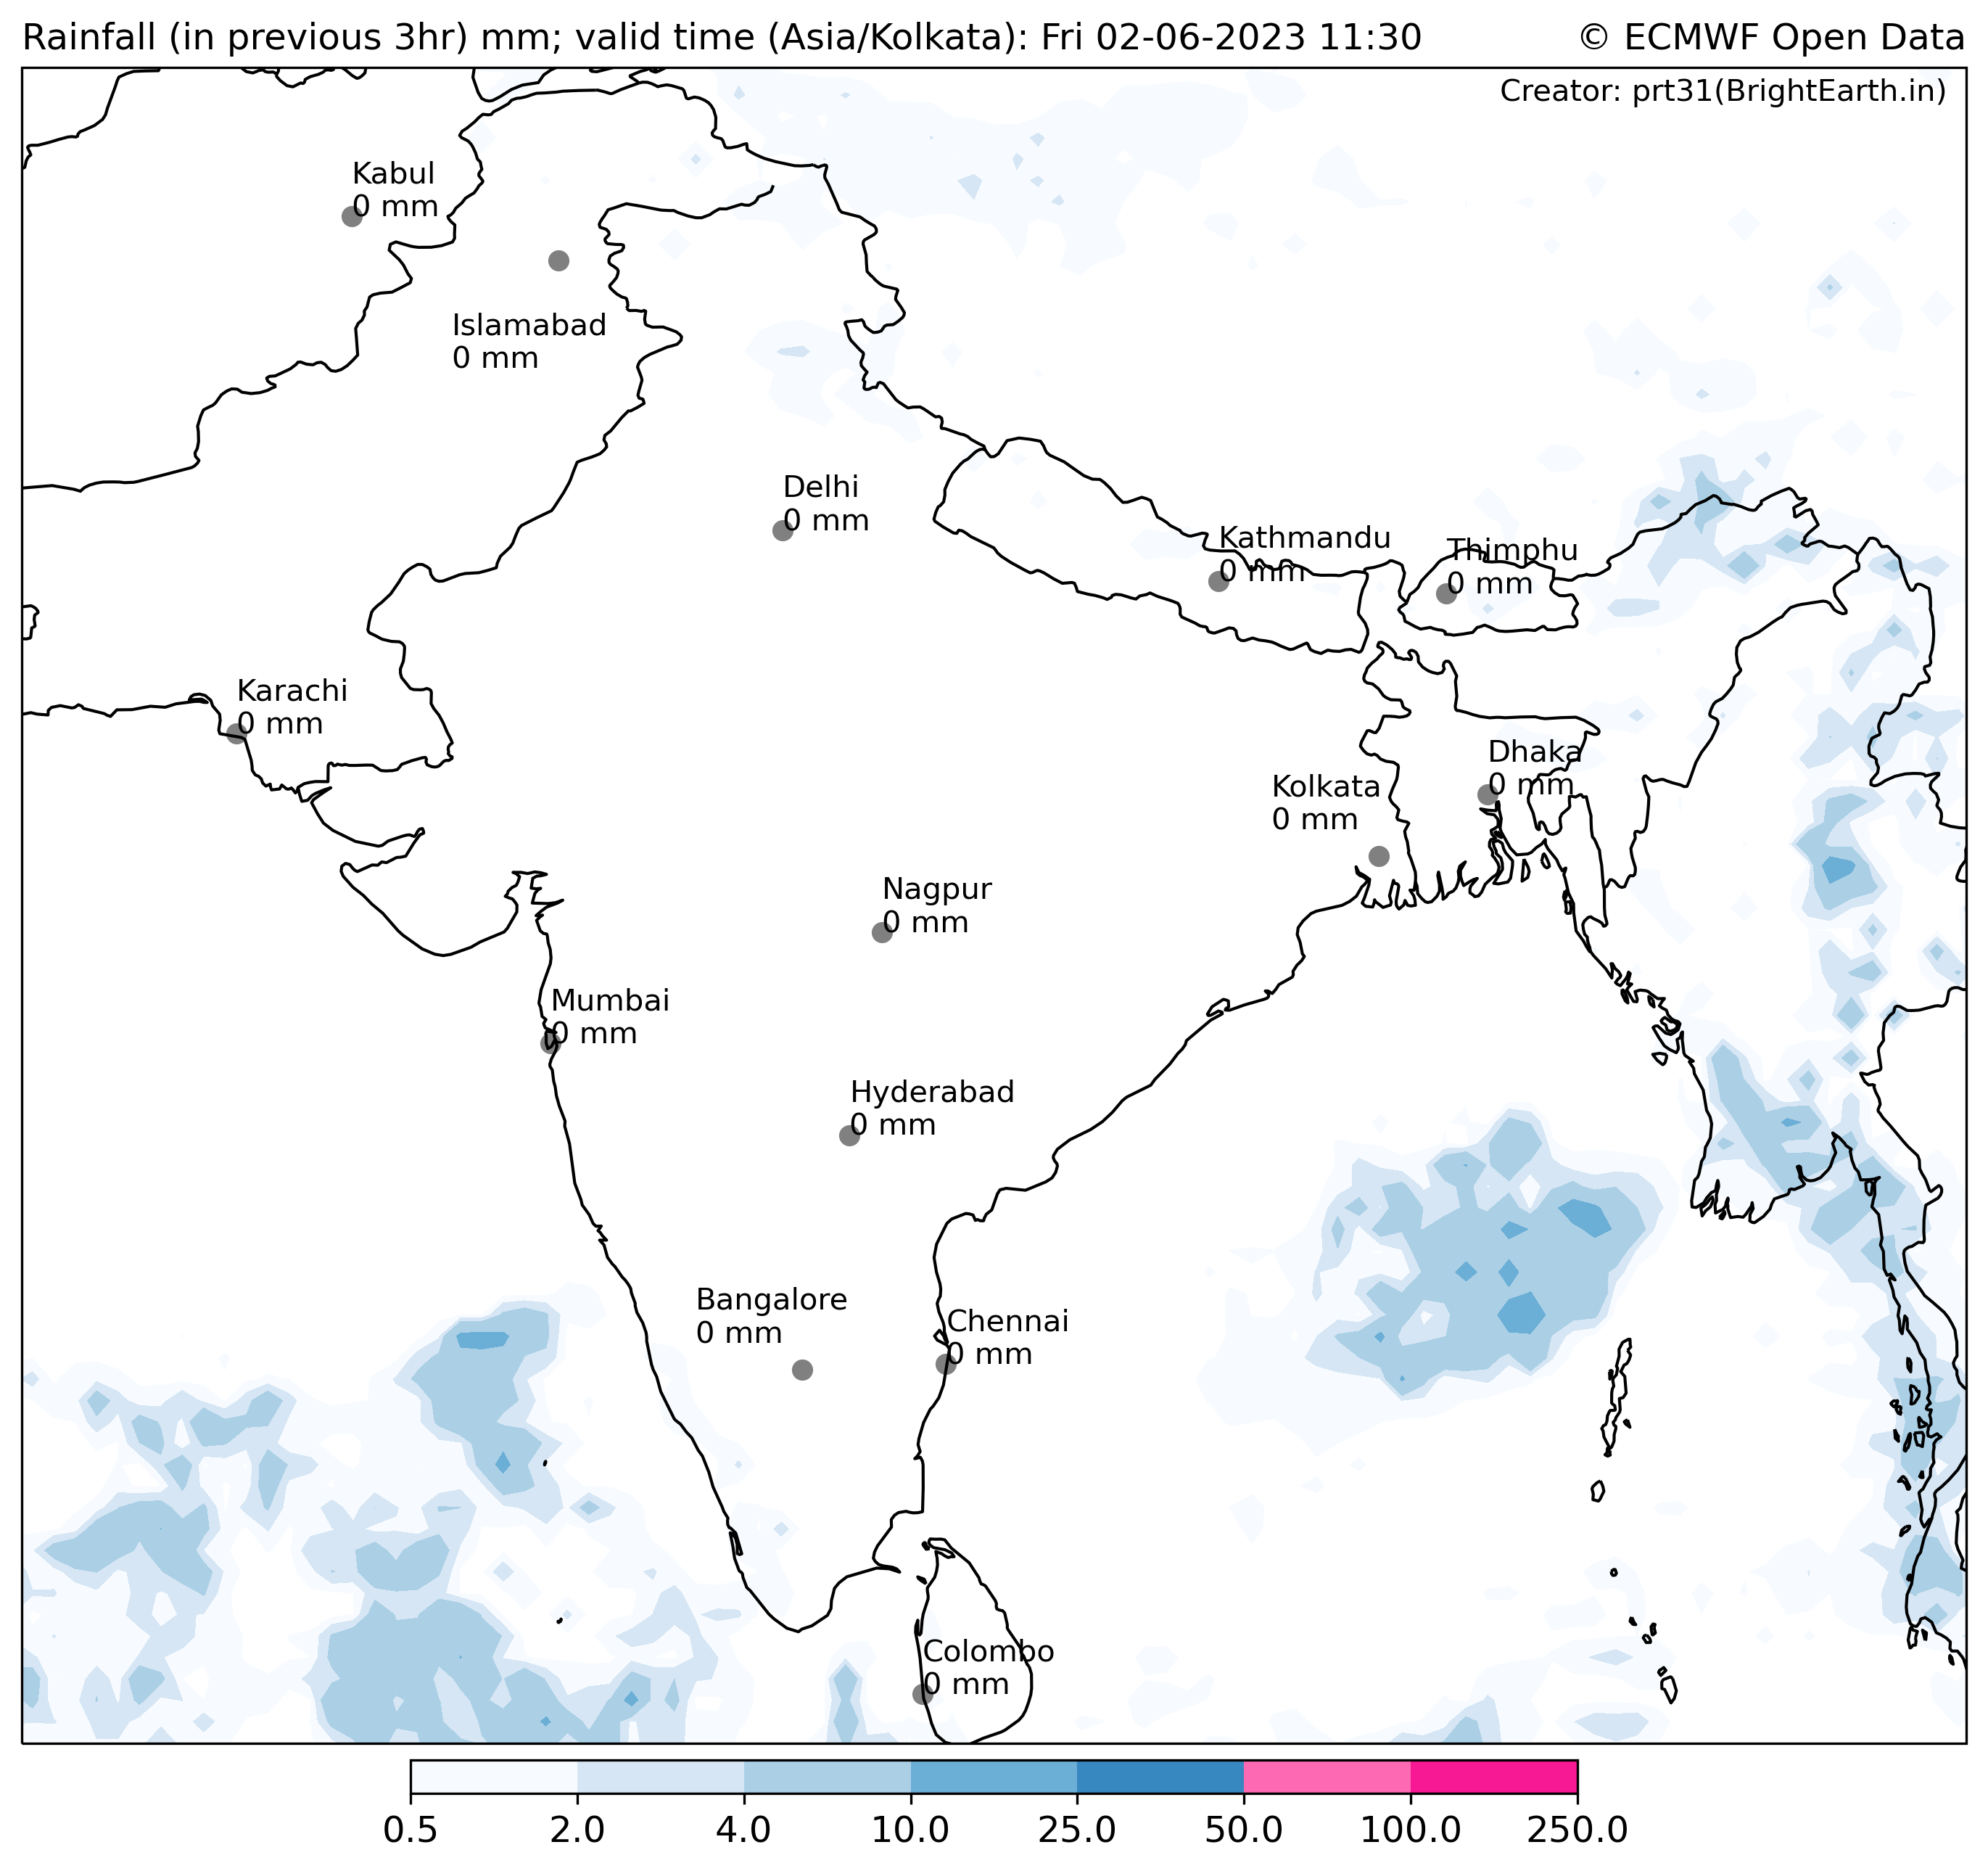 Rainfall (in previous 3hr) mm; valid time (Asia/Kolkata): Fri 02-06-2023 11:30
© ECMWF Open Data
Creator: prt31(BrightEarth.in)
Kabul
0 mm
Islamabad
0 mm
Delhi
0 mm
Kathmandu
0 mm
Thimphu
0 mm
Karachi
0 mm
Dhaka
0 mm
Kolkata
0 mm
Nagpur
0 mm
Mumbai
0 mm
Hyderabad
0 mm
Bangalore
0 mm
Chennai
0 mm
Colombo
0 mm
0.5 2.0 4.0 10.0 25.0 50.0 100.0 250.0